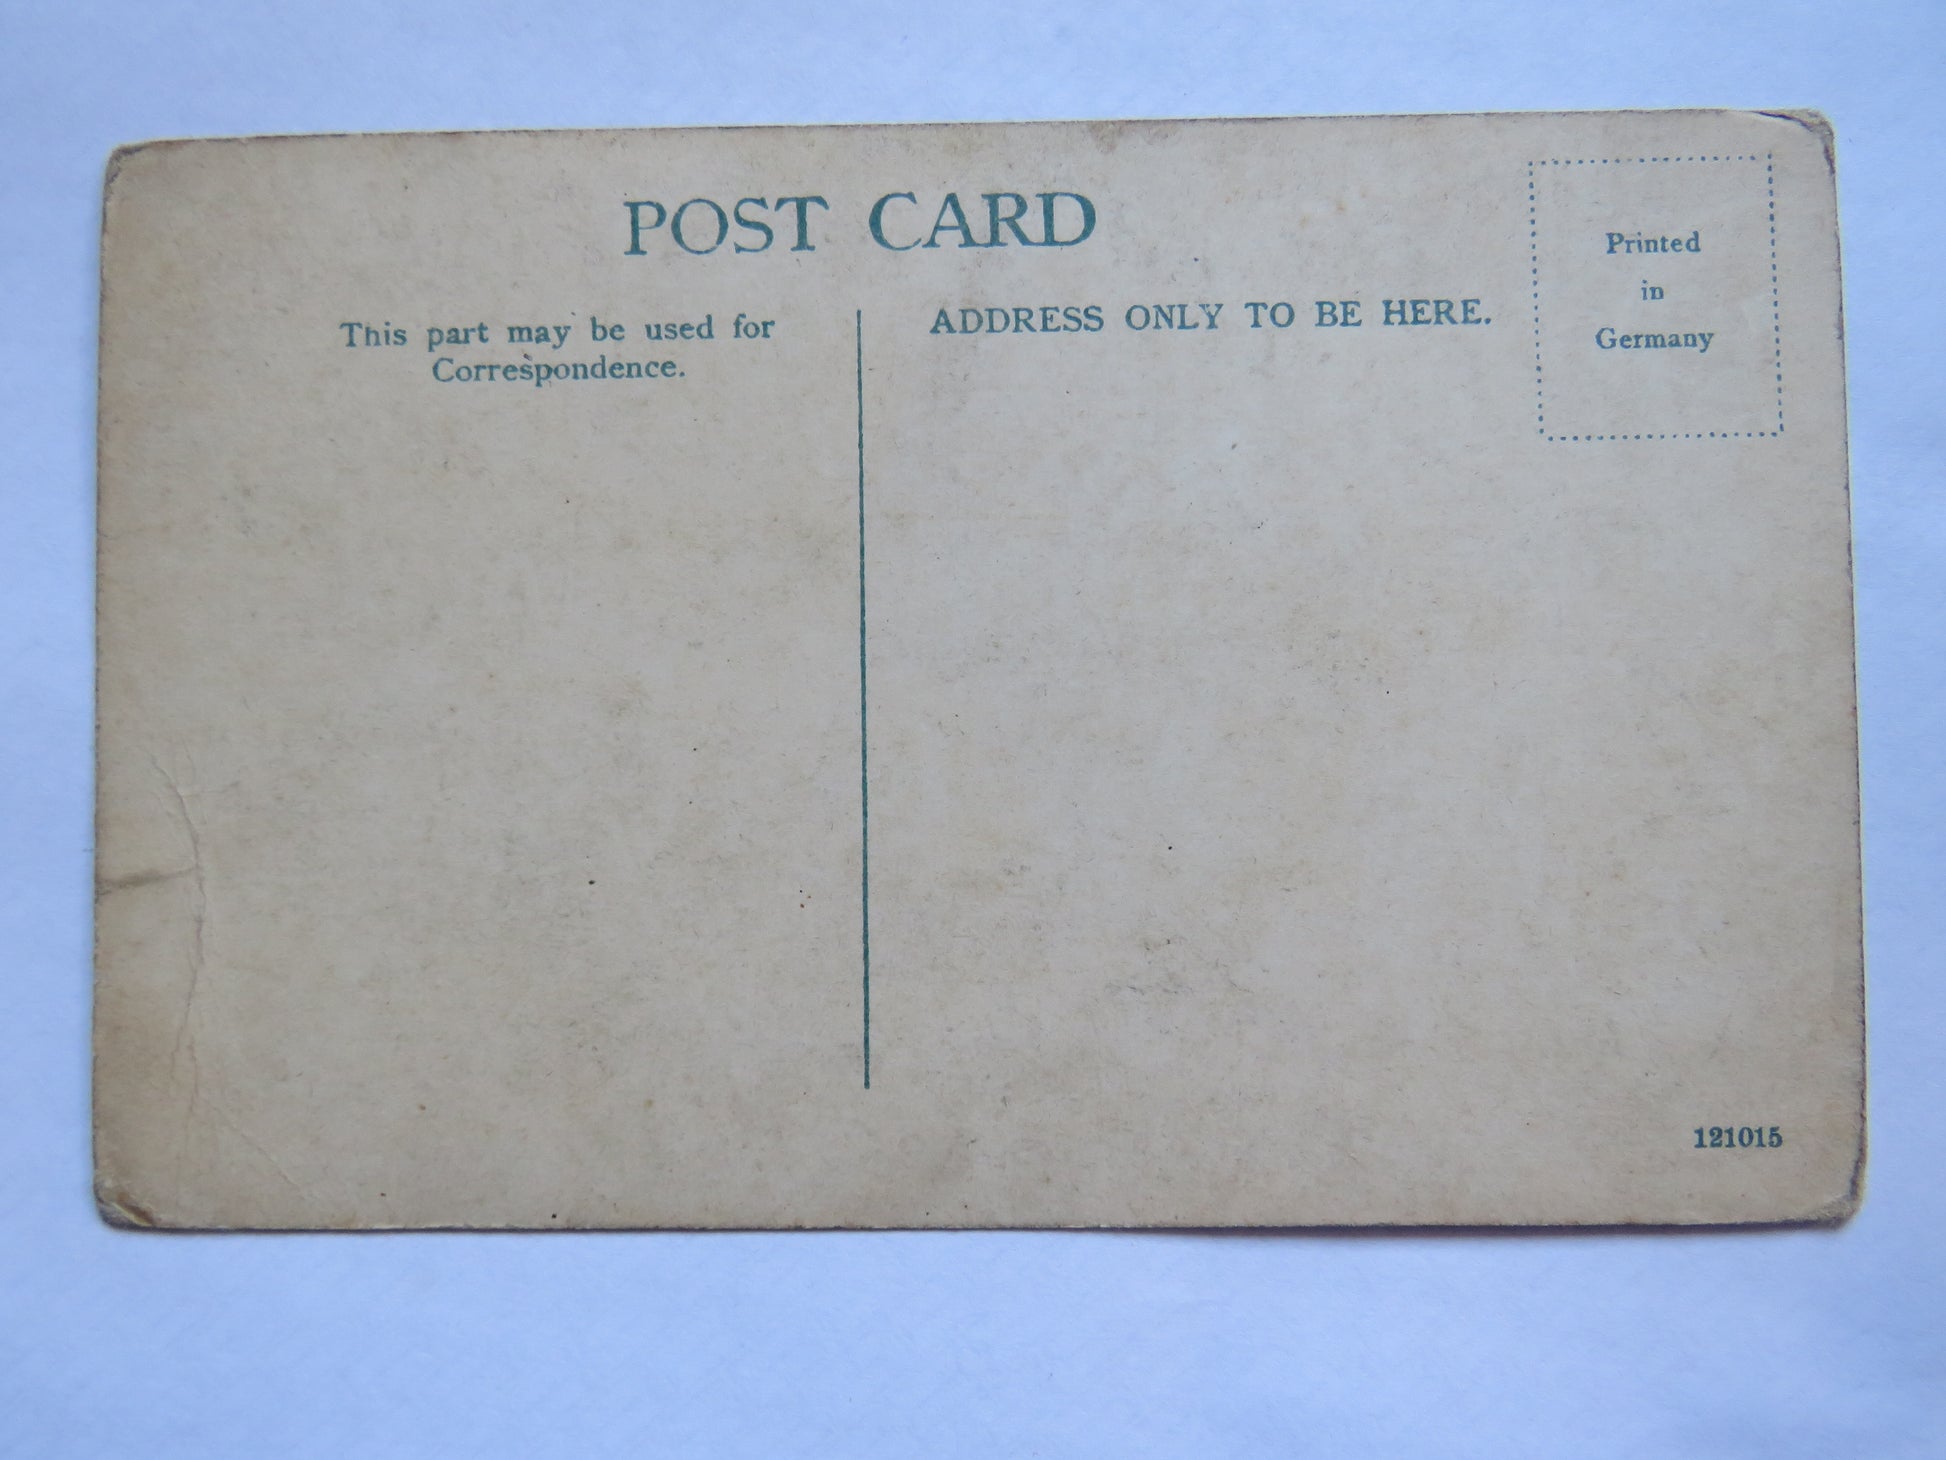 POST CARD
This part may be used for
Correspondence.
ADDRESS ONLY TO BE HERE.
Printed
in
Germany
121015